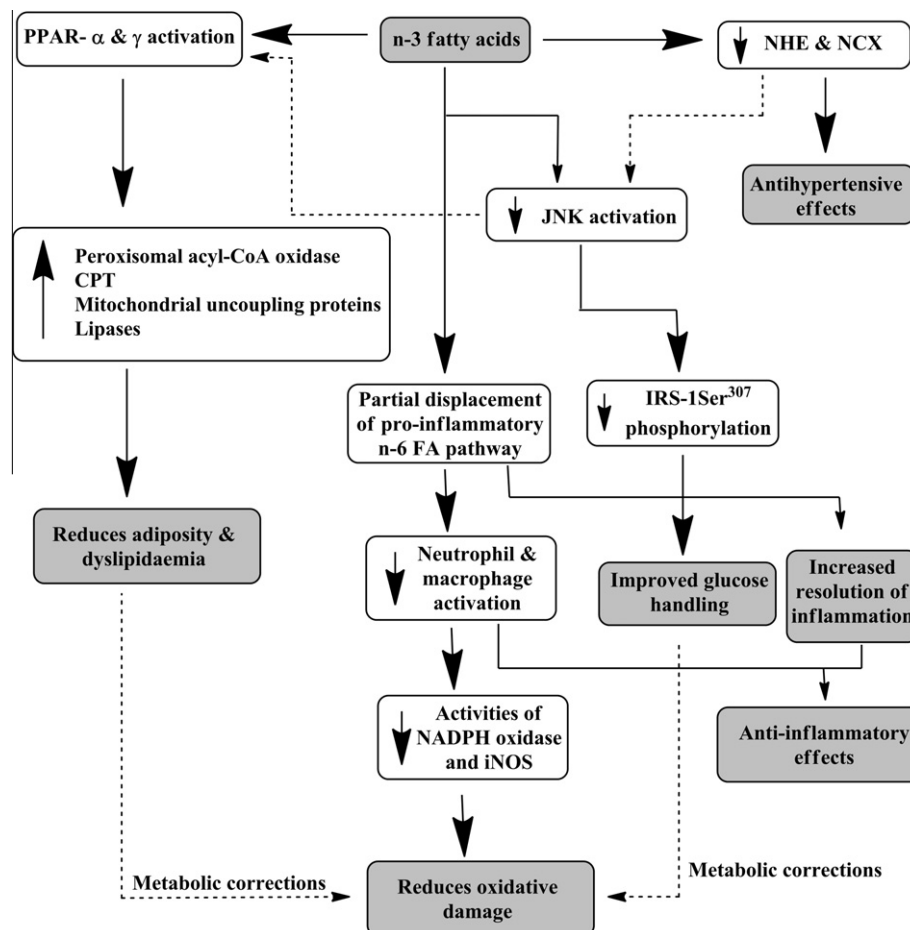 PPAR- α & γ activation
n-3 fatty acids
NHE & NCX
Antihypertensive
effects
JNK activation
Peroxisomal acyl-CoA oxidase
CPT
Mitochondrial uncoupling proteins
Lipases
Partial displacement
of pro-inflammatory
n-6 FA pathway
IRS-1Ser³⁰⁷
phosphorylation
Reduces adiposity &
dyslipidaemia
Neutrophil &
macrophage
activation
Improved glucose
handling
Increased
resolution of
inflammation
Activities of
NADPH oxidase
and iNOS
Anti-inflammatory
effects
Metabolic corrections
Reduces oxidative
damage
Metabolic corrections